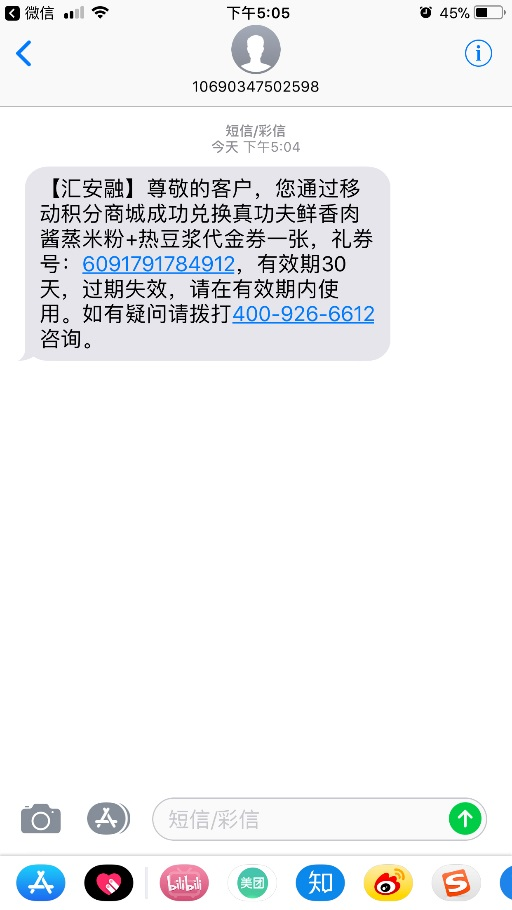 微信
下午5:05
45%
10690347502598
短信/彩信
今天 下午5:04
【汇安融】尊敬的客户，您通过移
动积分商城成功兑换真功夫鲜香肉
酱蒸米粉+热豆浆代金券一张，礼券
号：6091791784912，有效期30
天，过期失效，请在有效期内使
用。如有疑问请拨打400-926-6612
咨询。
短信/彩信
bilibili
美团
知